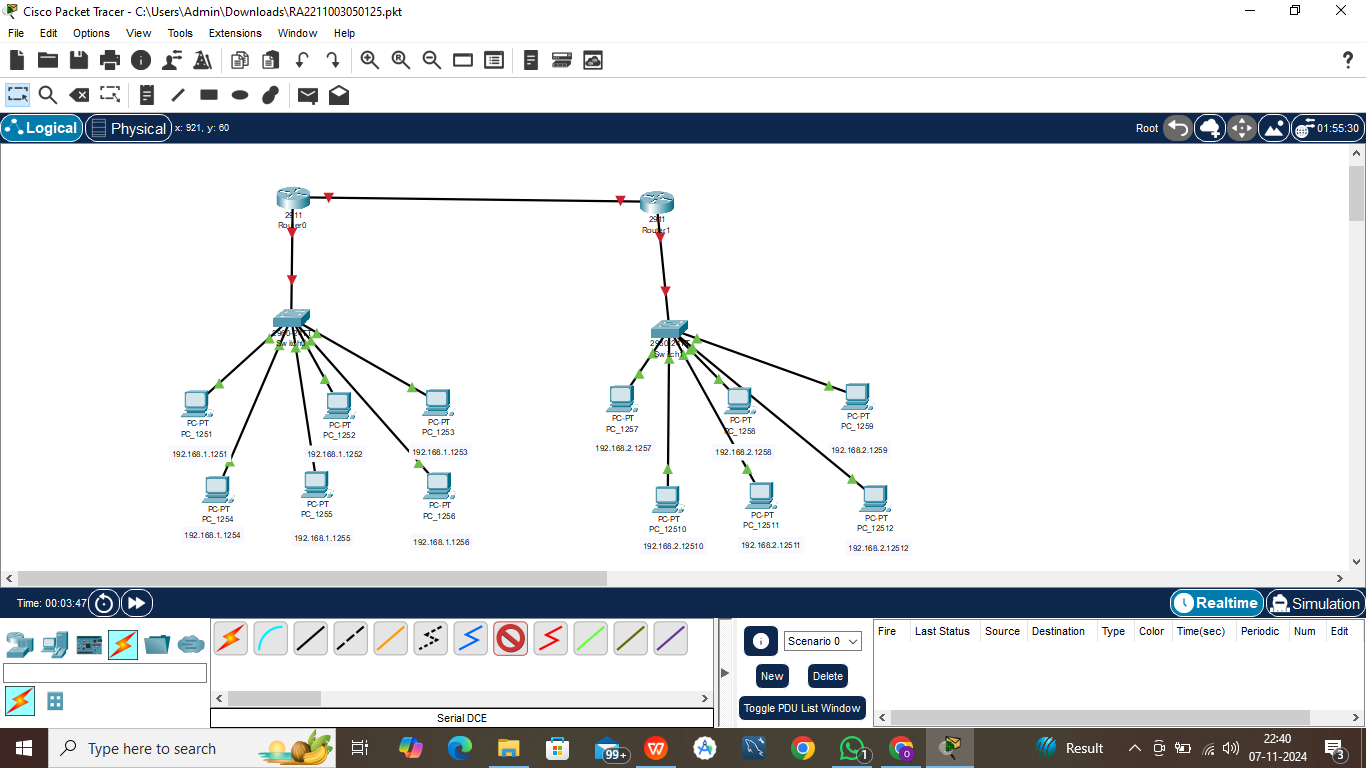 Cisco Packet Tracer - C:\Users\Admin\Downloads\RA2211003050125.pkt
File Edit Options View Tools Extensions Window Help
Logical Physical x: 921, y: 60 Root 01:55:30
2911
Router0
2911
Router1
Switch0
Switch1
PC-PT
PC_1251
192.168.1.1251
PC-PT
PC_1252
192.168.1.1252
PC-PT
PC_1253
192.168.1.1253
PC-PT
PC_1254
192.168.1.1254
PC-PT
PC_1255
192.168.1.1255
PC-PT
PC_1256
192.168.1.1256
PC-PT
PC_1257
192.168.2.1257
PC-PT
PC_1258
192.168.2.1258
PC-PT
PC_1259
192.168.2.1259
PC-PT
PC_12510
192.168.2.12510
PC-PT
PC_12511
192.168.2.12511
PC-PT
PC_12512
192.168.2.12512
Time: 00:03:47 Realtime Simulation
Scenario 0
New Delete
Toggle PDU List Window
Fire Last Status Source Destination Type Color Time(sec) Periodic Num Edit
Serial DCE
Type here to search 99+ 1 Result 22:40
07-11-2024 3